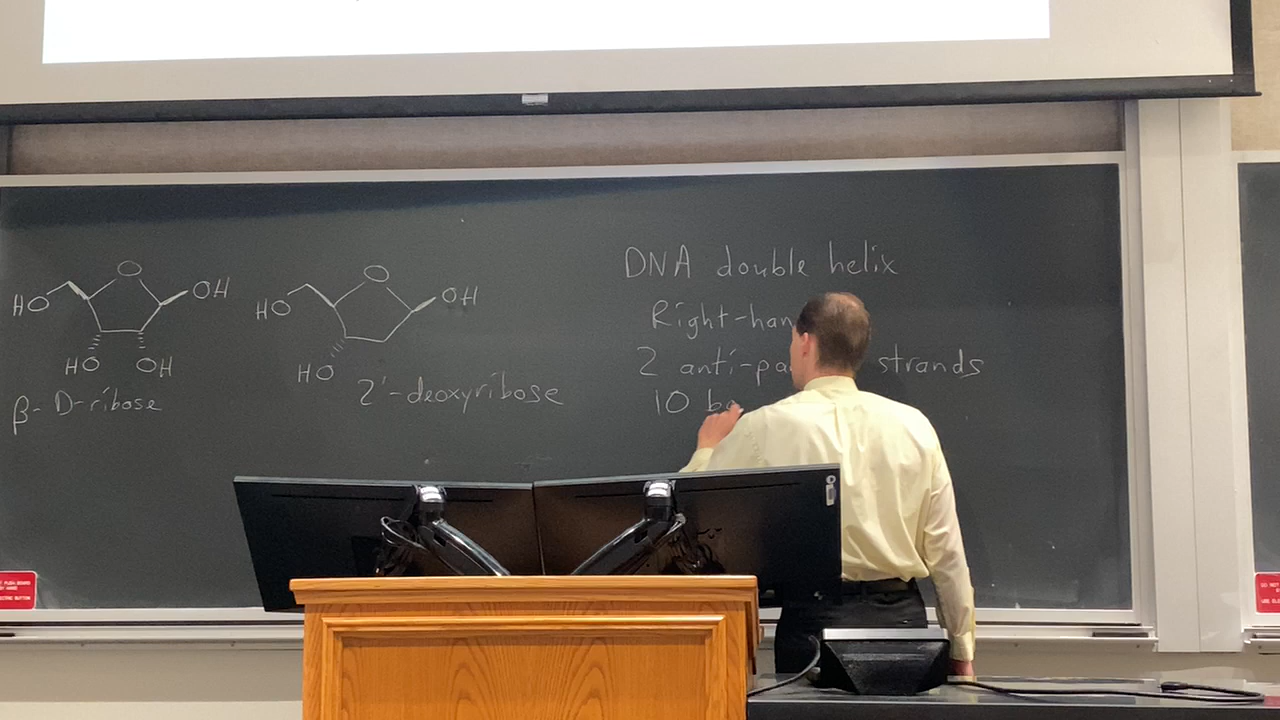 O
HO
OH
HO
OH
β-D-ribose
O
HO
OH
HO
2'-deoxyribose
DNA double helix
Right-han
2 anti-pa strands
10 ba